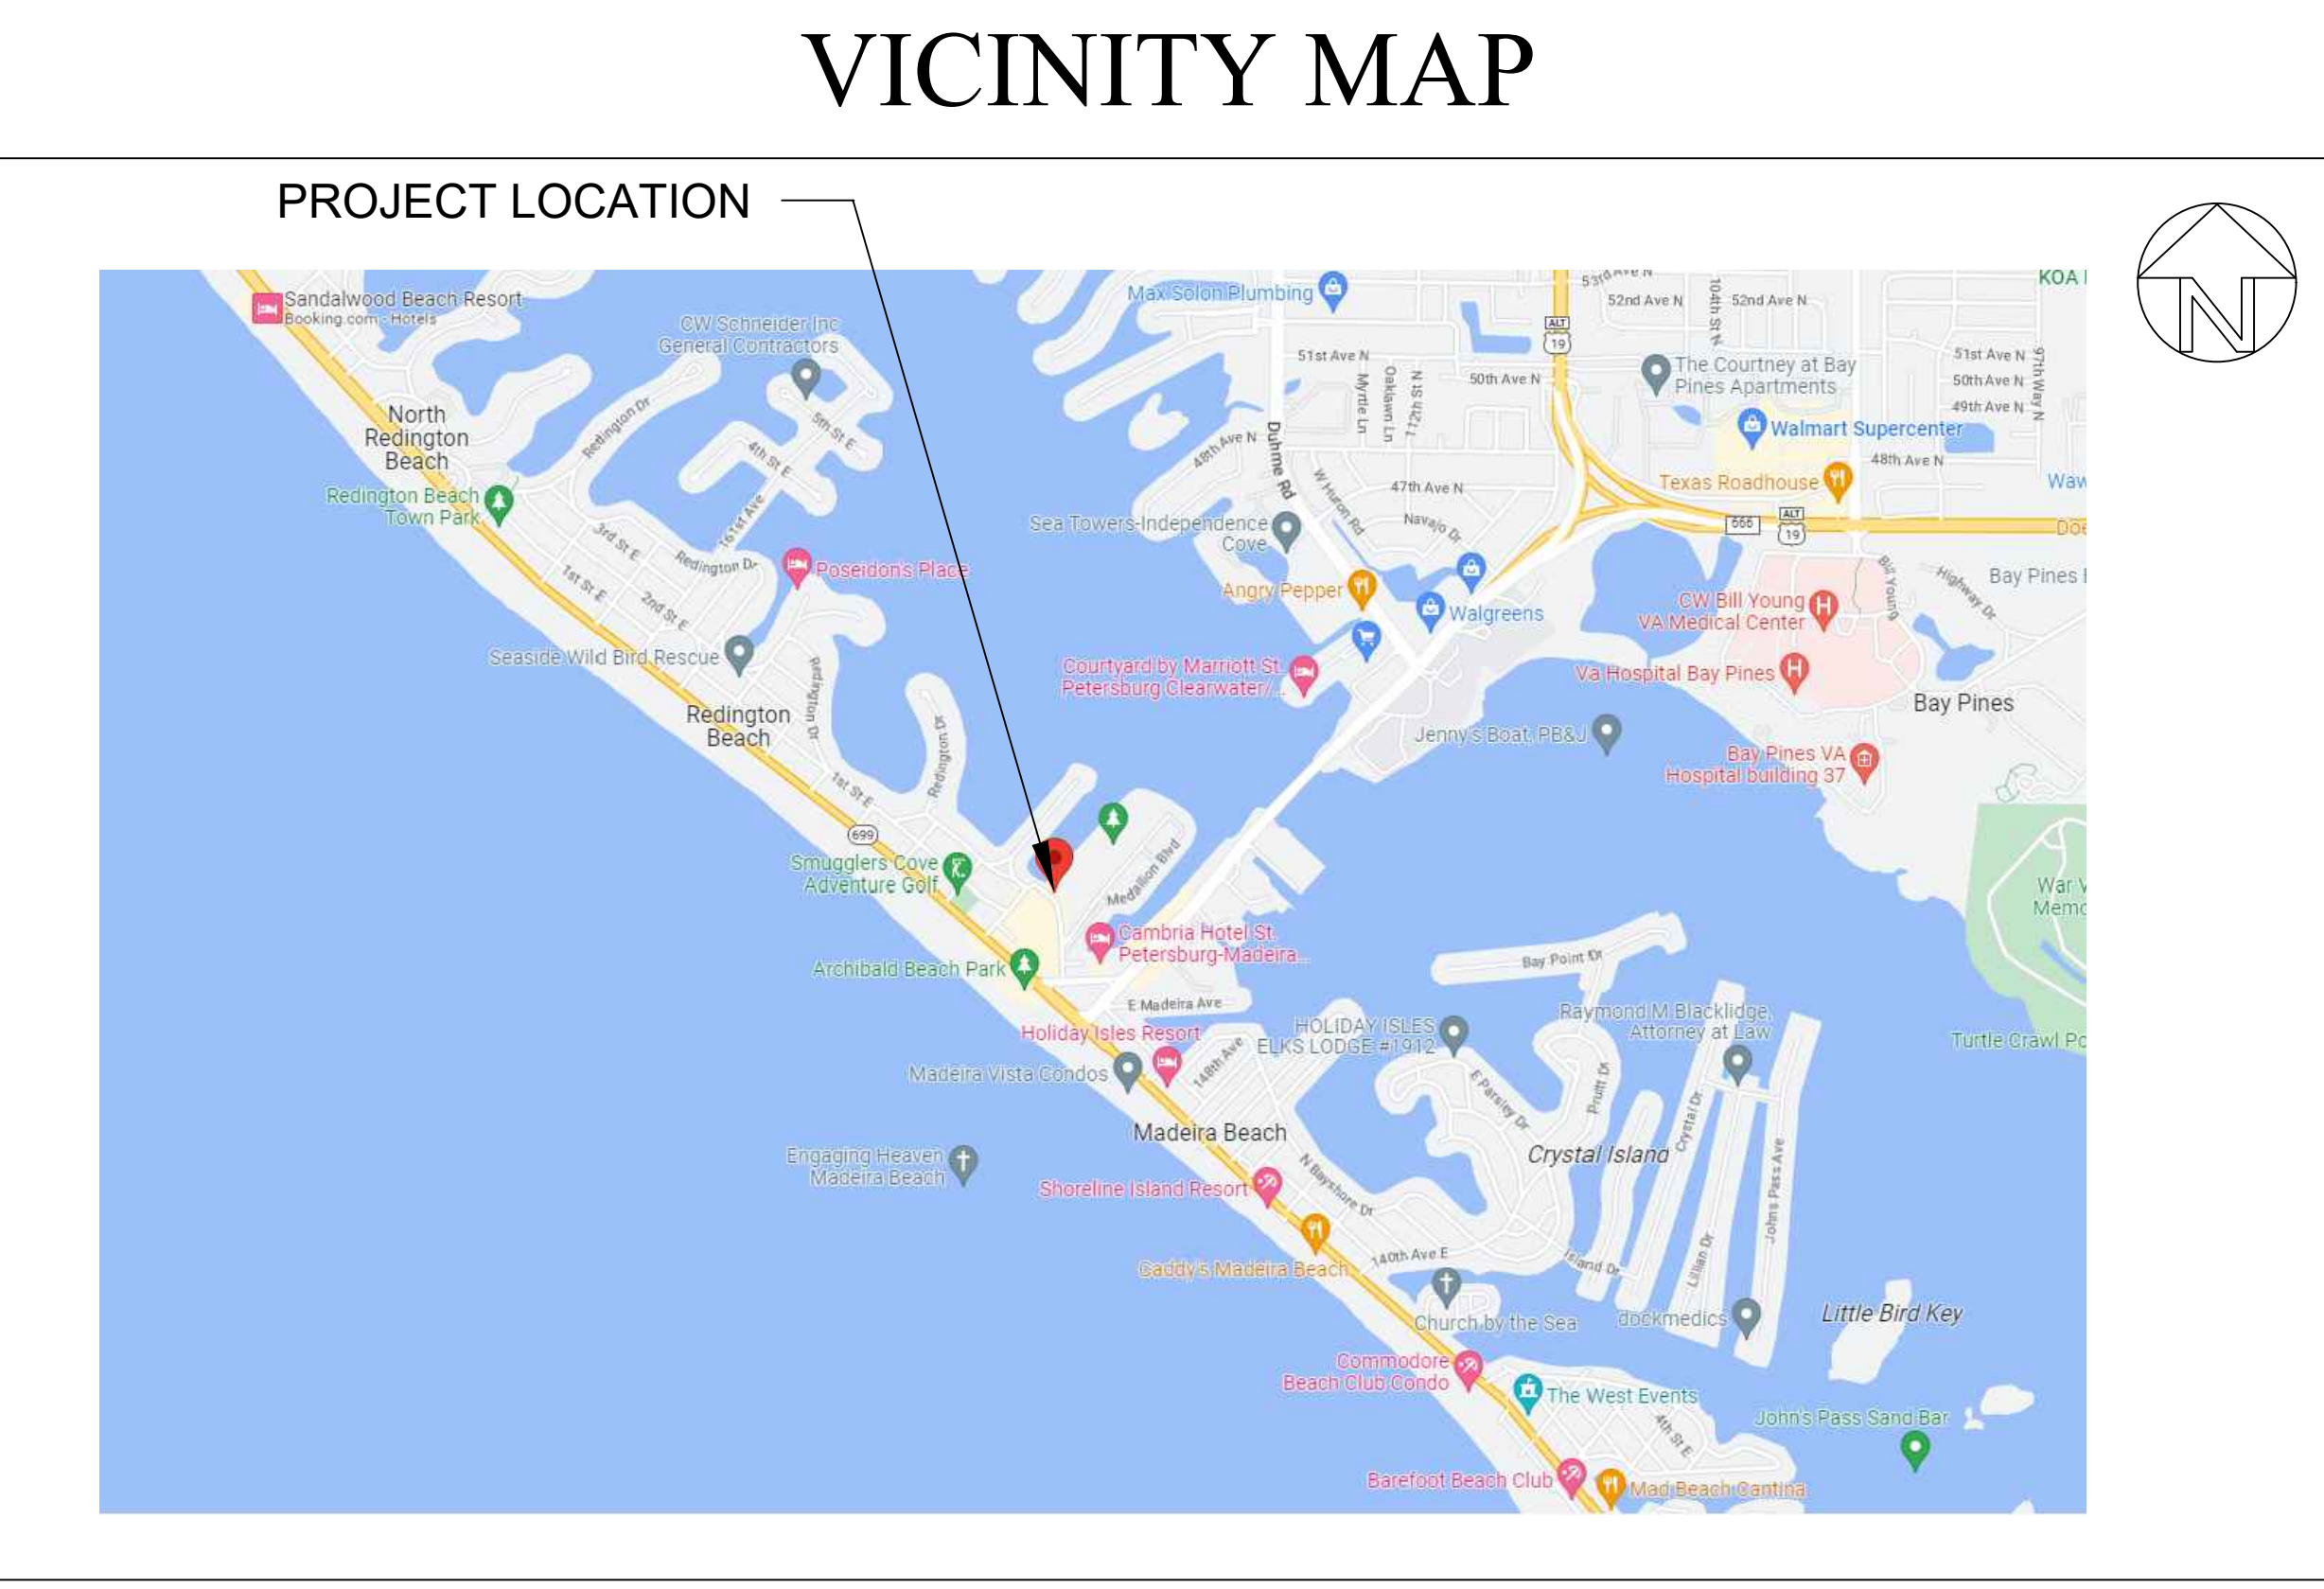 VICINITY MAP
PROJECT LOCATION
N
Sandalwood Beach Resort
Booking.com - Hotels
CW Schneider Inc
General Contractors
Max Solon Plumbing
53rd Ave N
52nd Ave N
104th St N
52nd Ave N
KOA
ALT
19
51st Ave N
Myrtle Ln
Oaklawn Ln
112th St N
50th Ave N
The Courtney at Bay
Pines Apartments
51st Ave N
50th Ave N
49th Ave N
97th Way N
North
Redington
Beach
Redington Dr
5th St E
4th St E
161st Ave
48th Ave N
Duhme Rd
W Huron Rd
47th Ave N
Navajo Dr
Walmart Supercenter
48th Ave N
Texas Roadhouse
666
ALT
19
Redington Beach
Town Park
3rd St E
Redington Dr
1st St E
2nd St E
Poseidon's Place
Sea Towers-Independence
Cove
Angry Pepper
Walgreens
Bill Young
Highway Dr
Bay Pines
CW Bill Young
VA Medical Center
Va Hospital Bay Pines
Bay Pines
Seaside Wild Bird Rescue
Redington Dr
Courtyard by Marriott St.
Petersburg Clearwater/...
Redington
Beach
Redington Dr
Jenny's Boat, PB&J
Bay Pines VA
Hospital building 37
1st St E
699
Smugglers Cove
Adventure Golf
Medallion Blvd
War V
Cambria Hotel St.
Petersburg-Madeira...
Archibald Beach Park
Bay Point Dr
E Madeira Ave
Holiday Isles Resort
HOLIDAY ISLES
ELKS LODGE #1912
Raymond M Blacklidge,
Attorney at Law
Turtle Crawl Po
Madeira Vista Condos
148th Ave
E Parsley Dr
Pruitt Dr
Crystal Dr
Johns Pass Ave
Madeira Beach
Crystal Island
Engaging Heaven
Madeira Beach
Shoreline Island Resort
N Bayshore Dr
Caddy's Madeira Beach
140th Ave E
Island Dr
Lillian Dr
Church by the Sea
dockmedics
Little Bird Key
Commodore
Beach Club Condo
The West Events
4th St E
John's Pass Sand Bar
Barefoot Beach Club
Mad Beach Cantina